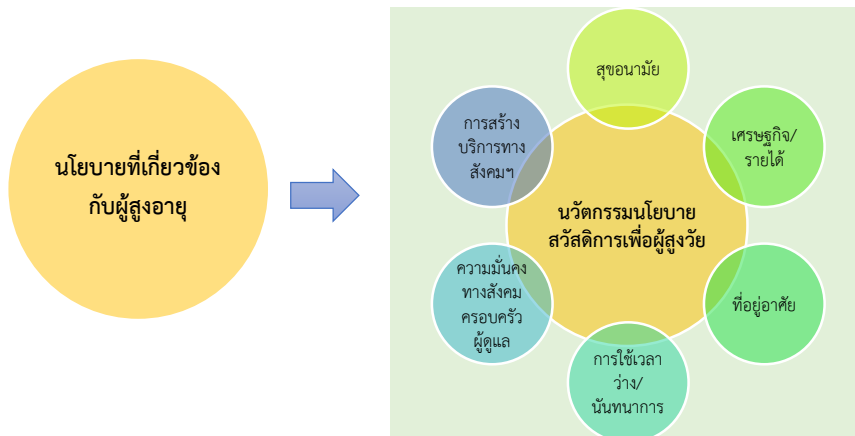 นโยบายที่เกี่ยวข้อง
กับผู้สูงอายุ
สุขอนามัย
เศรษฐกิจ/
รายได้
ที่อยู่อาศัย
การใช้เวลา
ว่าง/
นันทนาการ
ความมั่นคง
ทางสังคม
ครอบครัว
ผู้ดูแล
การสร้าง
บริการทาง
สังคมฯ
นวัตกรรมนโยบาย
สวัสดิการเพื่อผู้สูงวัย